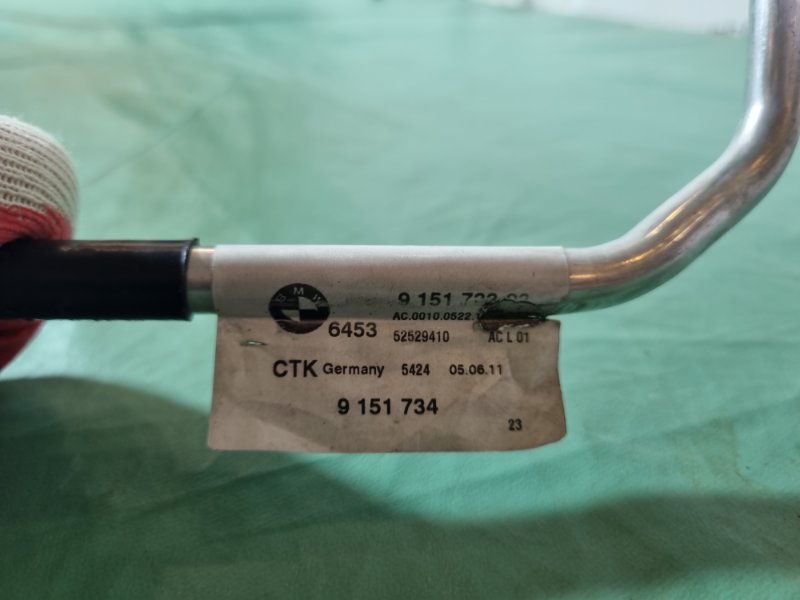 BMW
9 151
AC.0010.0522.
6453 52529410 AC L 01
CTK Germany 5424 05.06.11
9 151 734
23